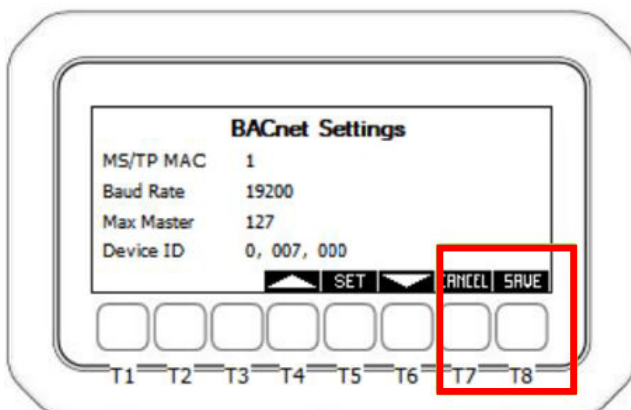 BACnet Settings
MS/TP MAC 1
Baud Rate 19200
Max Master 127
Device ID 0, 007, 000
SET CANCEL SAVE
T1 T2 T3 T4 T5 T6 T7 T8